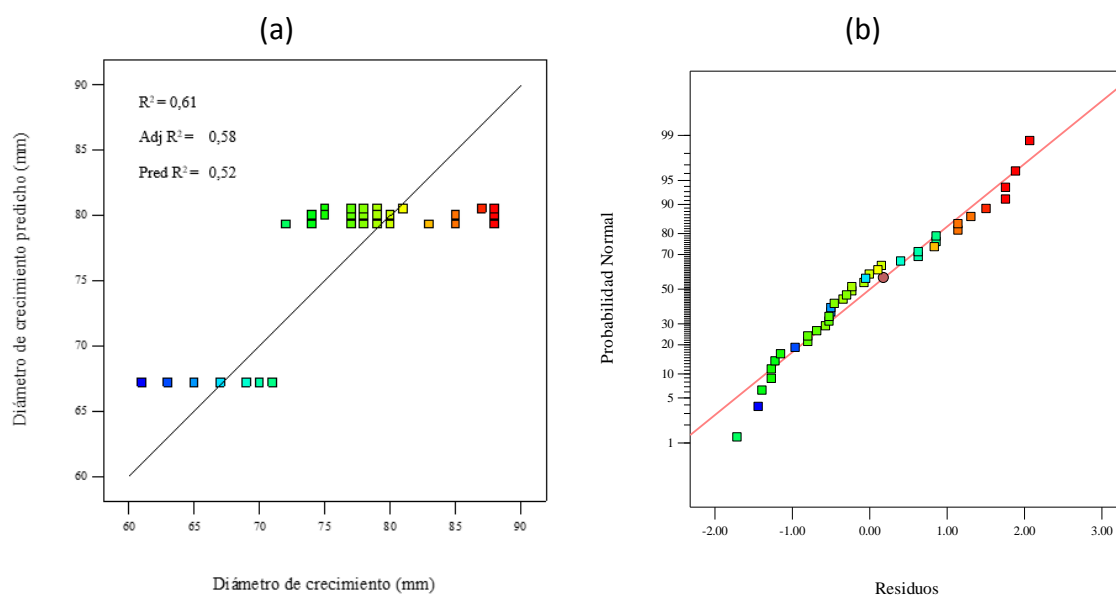 (a)
(b)
R² = 0,61
Adj R² = 0,58
Pred R² = 0,52
Diámetro de crecimiento predicho (mm)
90
85
80
75
70
65
60
60 65 70 75 80 85 90
Diámetro de crecimiento (mm)
Probabilidad Normal
99
95
90
80
70
50
30
20
10
5
1
-2.00 -1.00 0.00 1.00 2.00 3.00
Residuos